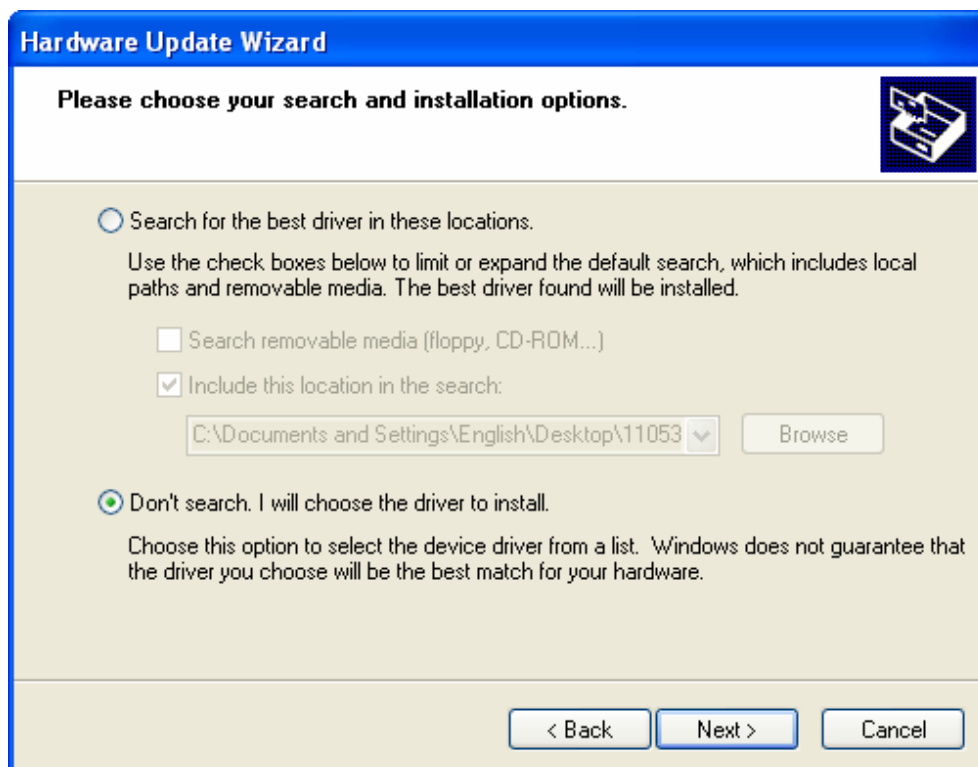 Hardware Update Wizard
Please choose your search and installation options.
Search for the best driver in these locations.
Use the check boxes below to limit or expand the default search, which includes local
paths and removable media. The best driver found will be installed.
Search removable media (floppy, CD-ROM...)
Include this location in the search:
C:\Documents and Settings\English\Desktop\11053
Browse
Don't search. I will choose the driver to install.
Choose this option to select the device driver from a list.  Windows does not guarantee that
the driver you choose will be the best match for your hardware.
< Back
Next >
Cancel